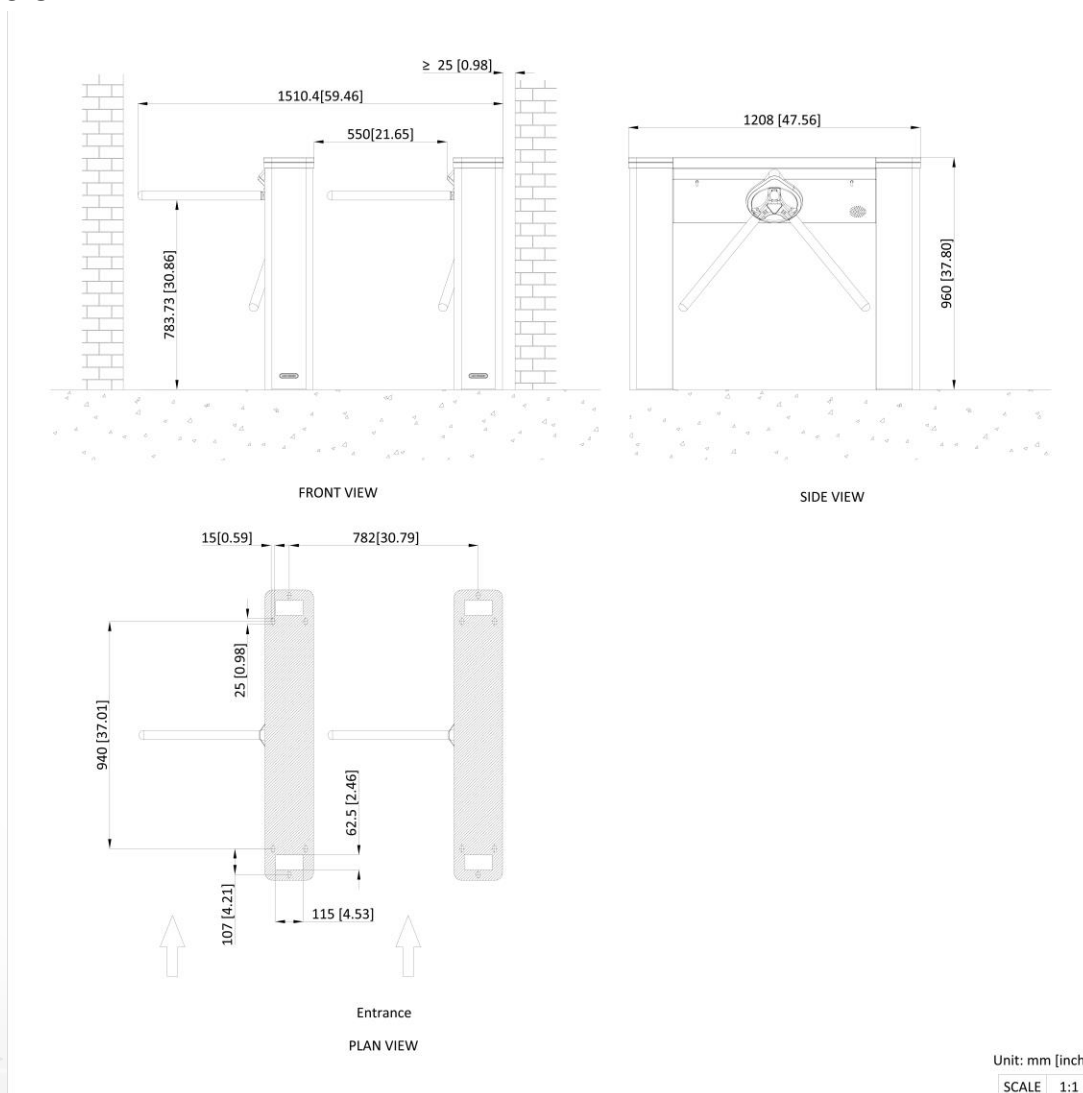 ≥ 25 [0.98]
1510.4[59.46]
550[21.65]
783.73 [30.86]
FRONT VIEW
1208 [47.56]
960 [37.80]
SIDE VIEW
15[0.59]
782[30.79]
25 [0.98]
940 [37.01]
62.5 [2.46]
107 [4.21]
115 [4.53]
Entrance
PLAN VIEW
Unit: mm [inch
SCALE 1:1